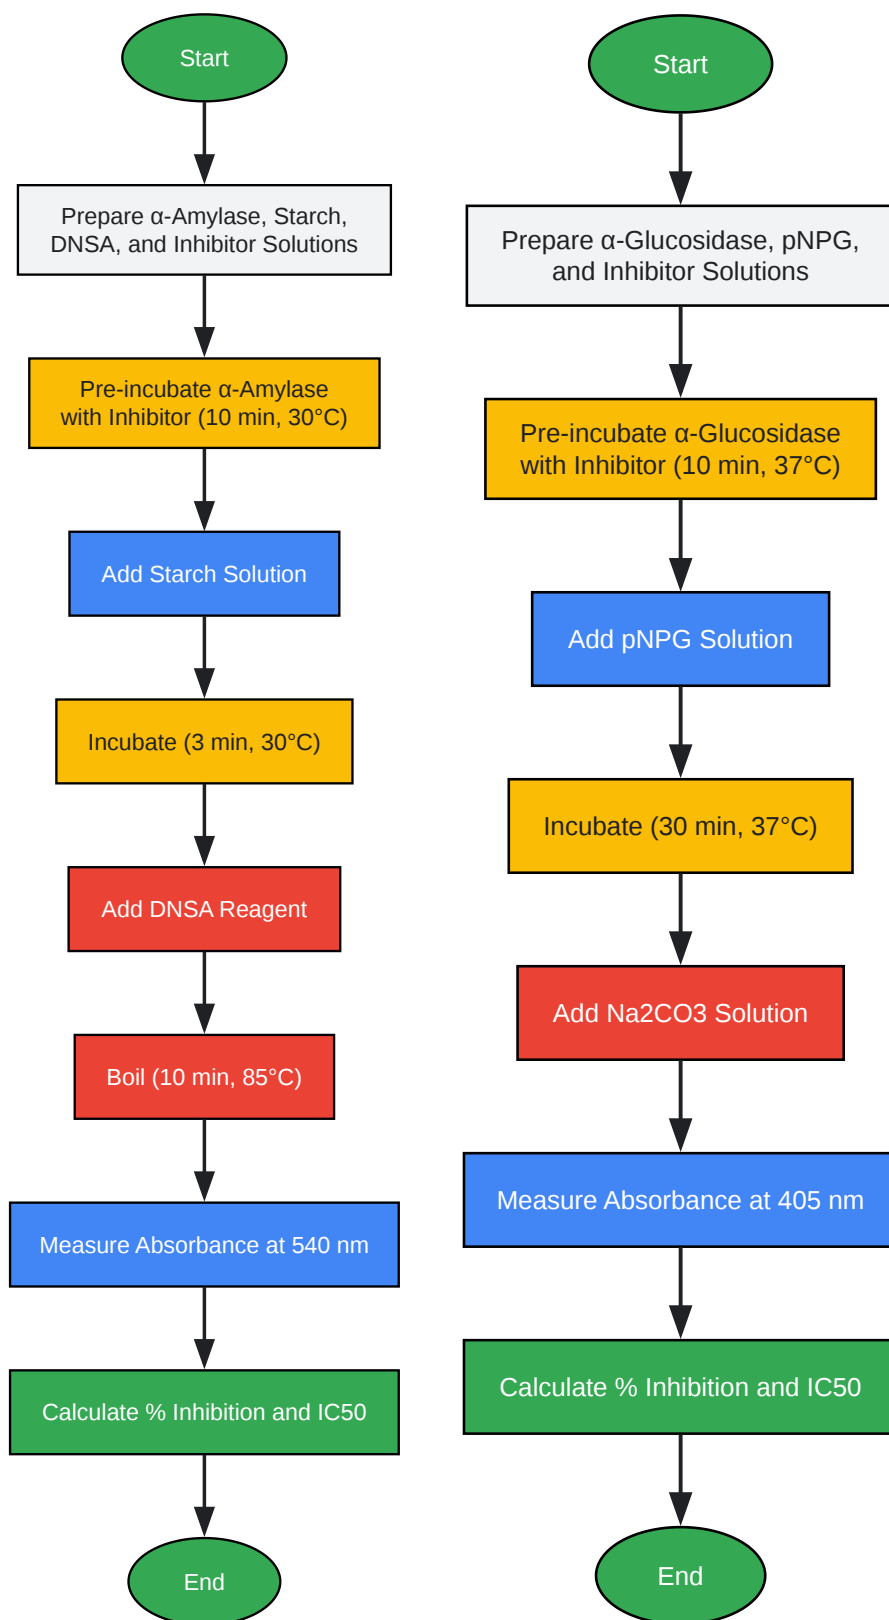 Start
Prepare α-Amylase, Starch,
DNSA, and Inhibitor Solutions
Pre-incubate α-Amylase
with Inhibitor (10 min, 30°C)
Add Starch Solution
Incubate (3 min, 30°C)
Add DNSA Reagent
Boil (10 min, 85°C)
Measure Absorbance at 540 nm
Calculate % Inhibition and IC50
End
Start
Prepare α-Glucosidase, pNPG,
and Inhibitor Solutions
Pre-incubate α-Glucosidase
with Inhibitor (10 min, 37°C)
Add pNPG Solution
Incubate (30 min, 37°C)
Add Na2CO3 Solution
Measure Absorbance at 405 nm
Calculate % Inhibition and IC50
End